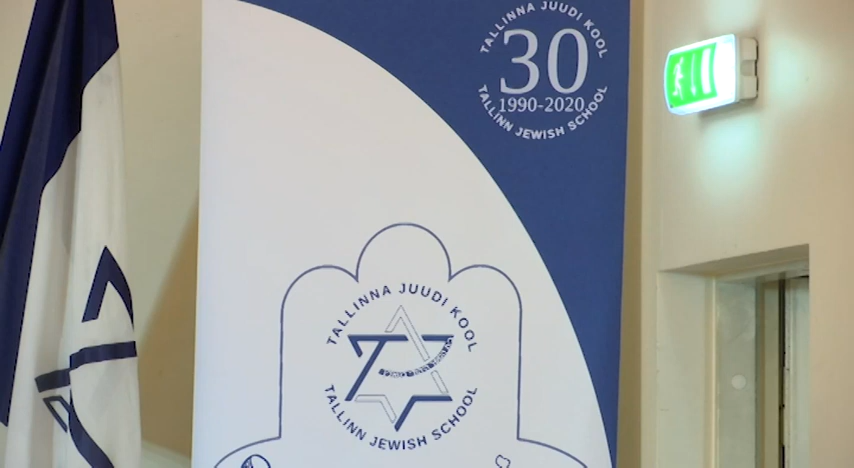 TALLINNA JUUDI KOOL
30
1990-2020
TALLINN JEWISH SCHOOL
TALLINNA JUUDI KOOL
TALLINN JEWISH SCHOOL